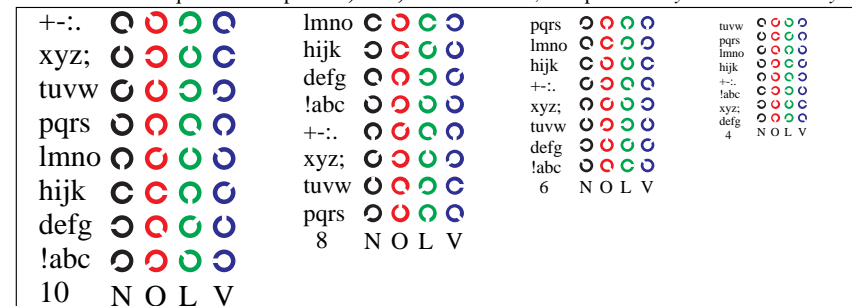 +-:.
xyz;
tuvw
pqrs
lmno
hijk
defg
!abc
10 N O L V
lmno
hijk
defg
!abc
+-:.
xyz;
tuvw
pqrs
8 N O L V
pqrs
lmno
hijk
+-:.
xyz;
tuvw
defg
!abc
6 N O L V
tuvw
pqrs
lmno
hijk
+-:.
!abc
xyz;
defg
4 N O L V